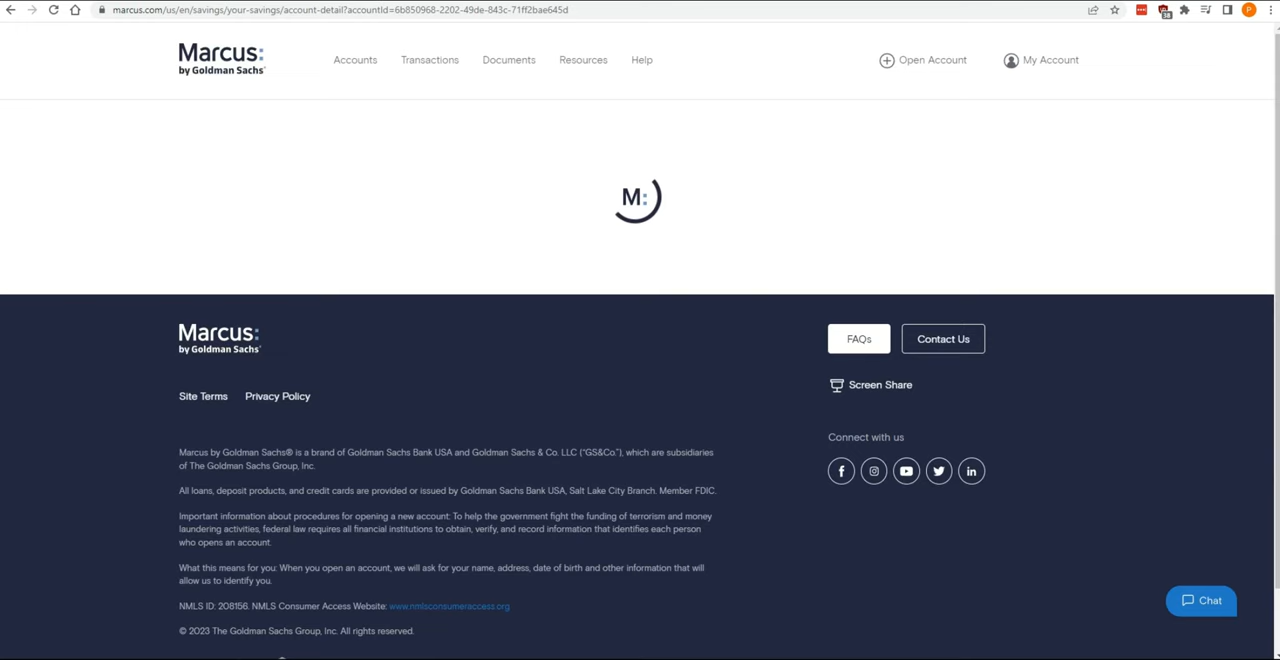 marcus.com/us/en/savings/your-savings/account-detail?accountId=6b850968-2202-49de-843c-71ff2bae645d
38
P
Marcus:
by Goldman Sachs®
Accounts Transactions Documents Resources Help
Open Account My Account
M:
Marcus:
by Goldman Sachs®
FAQs Contact Us
Screen Share
Site Terms Privacy Policy
Connect with us
Marcus by Goldman Sachs® is a brand of Goldman Sachs Bank USA and Goldman Sachs & Co. LLC (“GS&Co.”), which are subsidiaries
of The Goldman Sachs Group, Inc.
All loans, deposit products, and credit cards are provided or issued by Goldman Sachs Bank USA, Salt Lake City Branch. Member FDIC.
Important information about procedures for opening a new account: To help the government fight the funding of terrorism and money
laundering activities, federal law requires all financial institutions to obtain, verify, and record information that identifies each person
who opens an account.
What this means for you: When you open an account, we will ask for your name, address, date of birth and other information that will
allow us to identify you.
NMLS ID: 208156. NMLS Consumer Access Website: www.nmlsconsumeraccess.org
© 2023 The Goldman Sachs Group, Inc. All rights reserved.
Chat